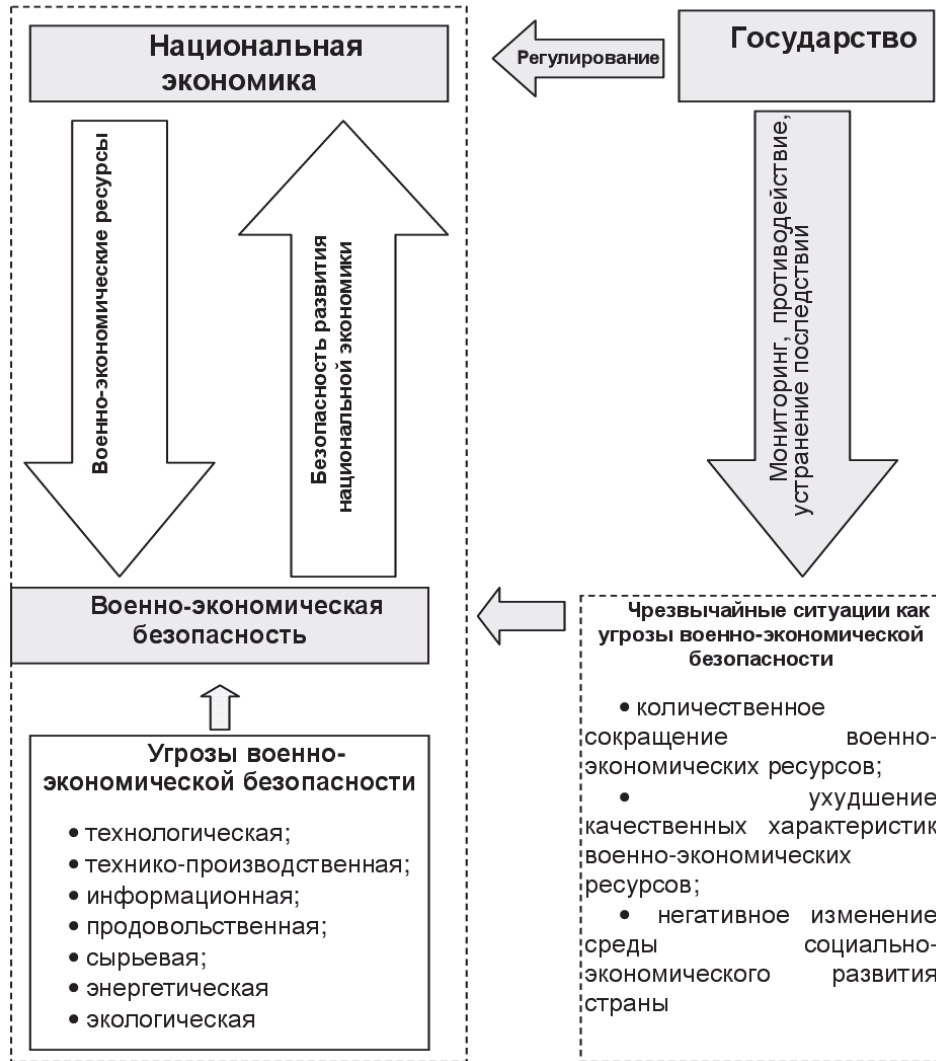 Национальная
экономика
Регулирование
Государство
Военно-экономические ресурсы
Безопасность развития
национальной экономики
Мониторинг, противодействие,
устранение последствий
Военно-экономическая
безопасность
Угрозы военно-
экономической безопасности
• технологическая;
• технико-производственная;
• информационная;
• продовольственная;
• сырьевая;
• энергетическая
• экологическая
Чрезвычайные ситуации как
угрозы военно-экономической
безопасности
• количественное
сокращение военно-
экономических ресурсов;
• ухудшение
качественных характеристик
военно-экономических
ресурсов;
• негативное изменение
среды социально-
экономического развития
страны